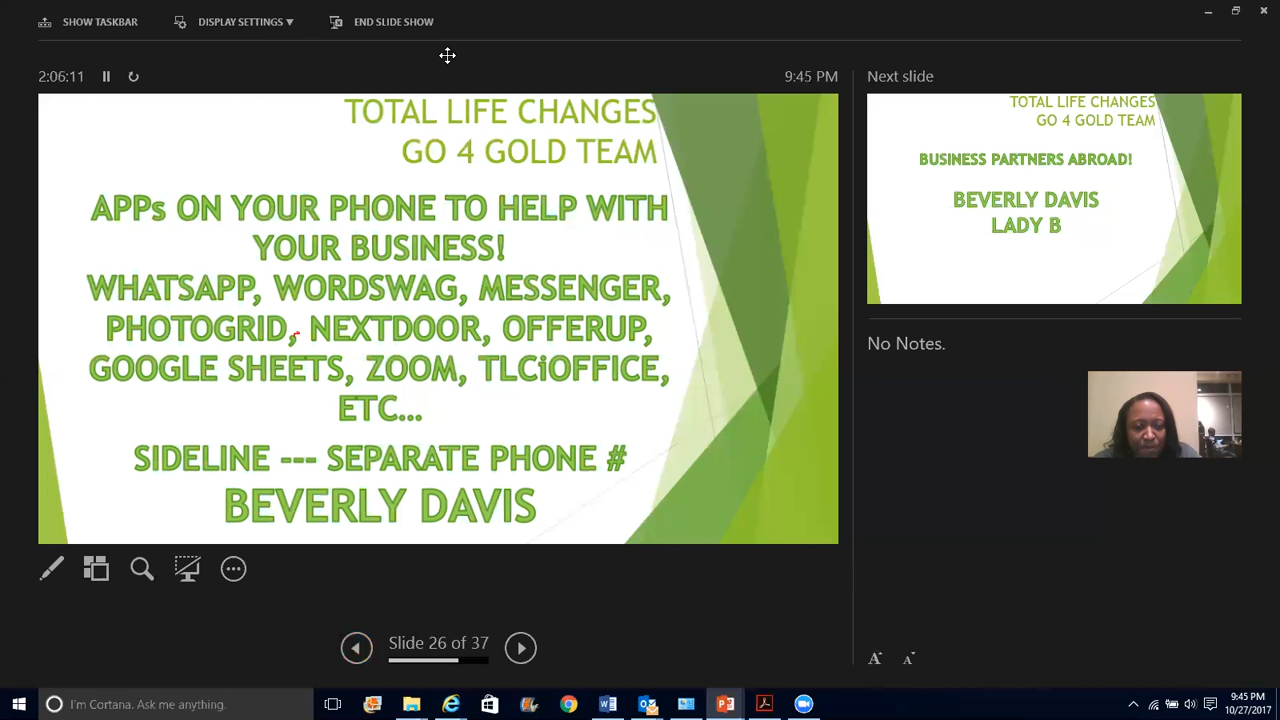 SHOW TASKBAR
DISPLAY SETTINGS ▼
END SLIDE SHOW
2:06:11
9:45 PM
TOTAL LIFE CHANGES
GO 4 GOLD TEAM
APPs ON YOUR PHONE TO HELP WITH
YOUR BUSINESS!
WHATSAPP, WORDSWAG, MESSENGER,
PHOTOGRID, NEXTDOOR, OFFERUP,
GOOGLE SHEETS, ZOOM, TLCiOFFICE,
ETC...
SIDELINE --- SEPARATE PHONE #
BEVERLY DAVIS
Slide 26 of 37
Next slide
TOTAL LIFE CHANGES
GO 4 GOLD TEAM
BUSINESS PARTNERS ABROAD!
BEVERLY DAVIS
LADY B
No Notes.
A A
I'm Cortana. Ask me anything.
9:45 PM
10/27/2017